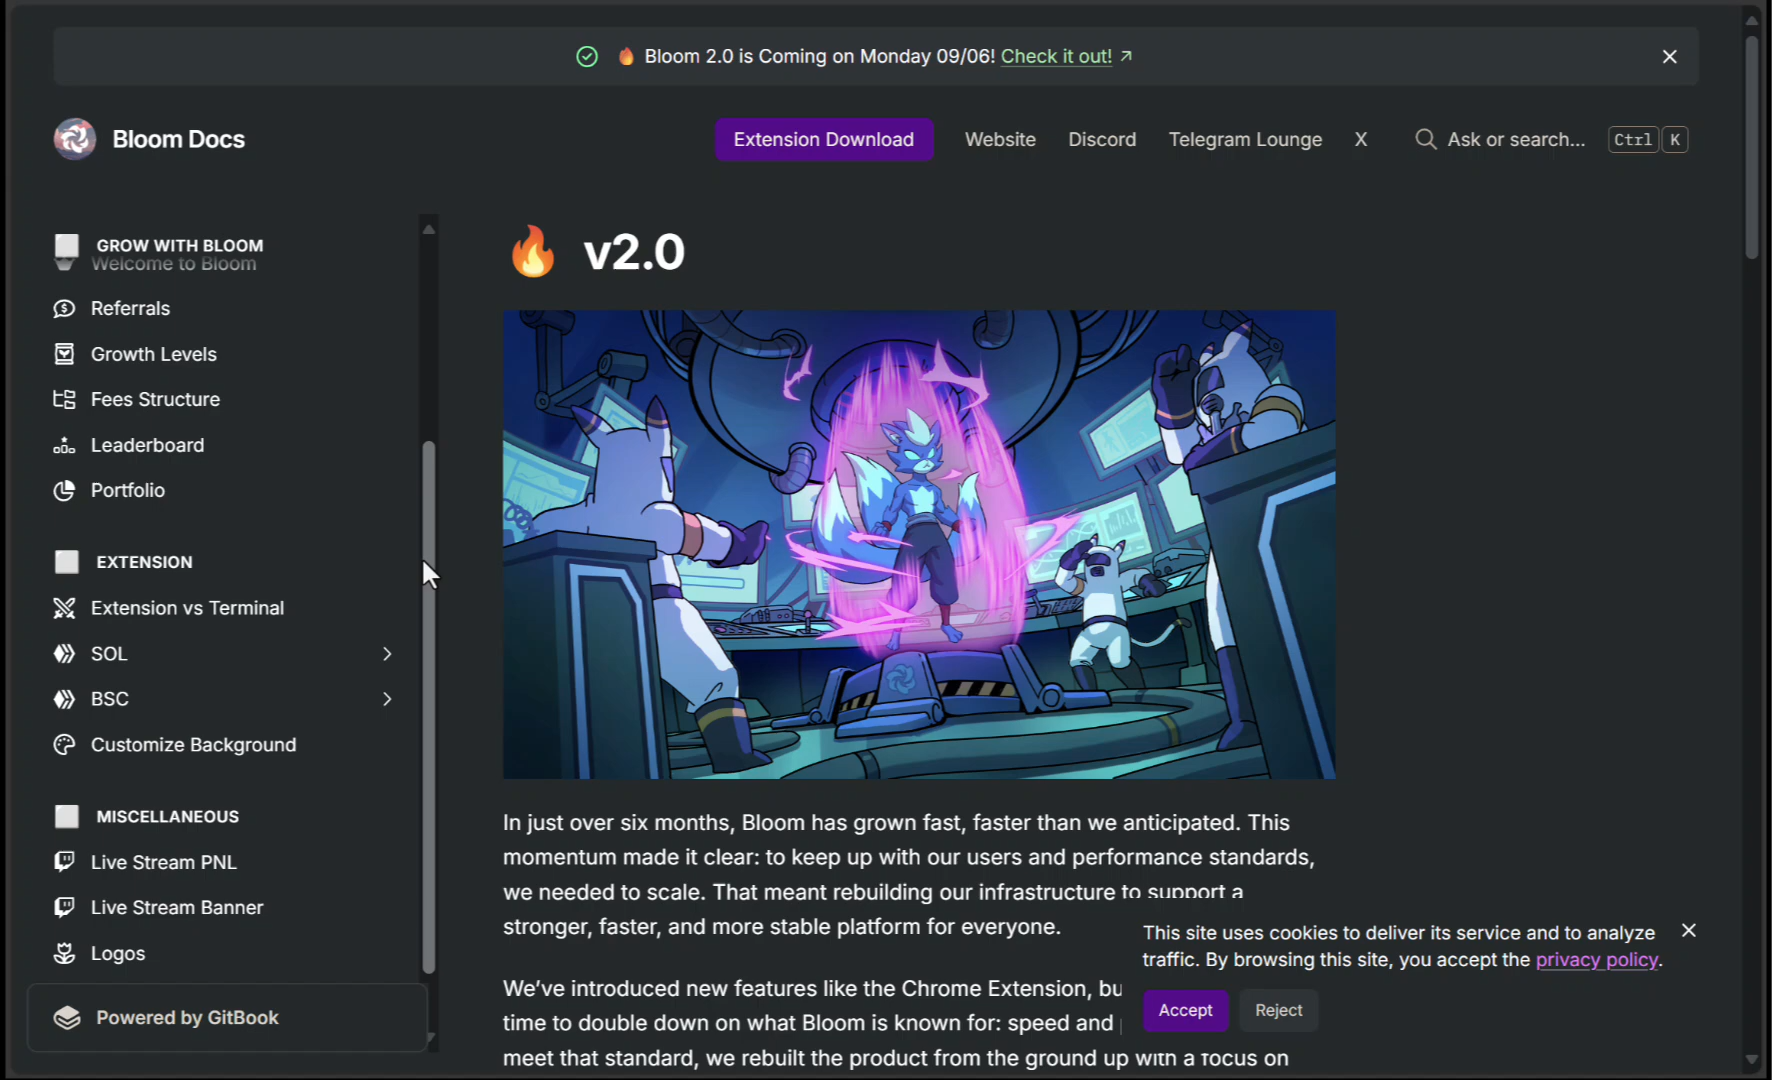 Bloom 2.0 is Coming on Monday 09/06! Check it out!
Bloom Docs
Extension Download
Website
Discord
Telegram Lounge
X
Ask or search...
Ctrl K
GROW WITH BLOOM
Welcome to Bloom
Referrals
Growth Levels
Fees Structure
Leaderboard
Portfolio
EXTENSION
Extension vs Terminal
SOL
BSC
Customize Background
MISCELLANEOUS
Live Stream PNL
Live Stream Banner
Logos
Powered by GitBook
v2.0
In just over six months, Bloom has grown fast, faster than we anticipated. This
momentum made it clear: to keep up with our users and performance standards,
we needed to scale. That meant rebuilding our infrastructure to support a
stronger, faster, and more stable platform for everyone.
We've introduced new features like the Chrome Extension,
time to double down on what Bloom is known for: speed and
meet that standard, we rebuilt the product from the ground up with a focus on
This site uses cookies to deliver its service and to analyze
traffic. By browsing this site, you accept the privacy policy.
Accept
Reject